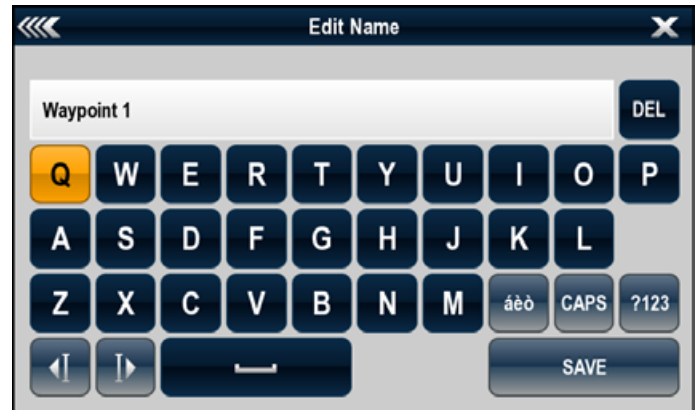 Edit Name
Waypoint 1 DEL
Q W E R T Y U I O P
A S D F G H J K L
Z X C V B N M áèò CAPS ?123
SAVE